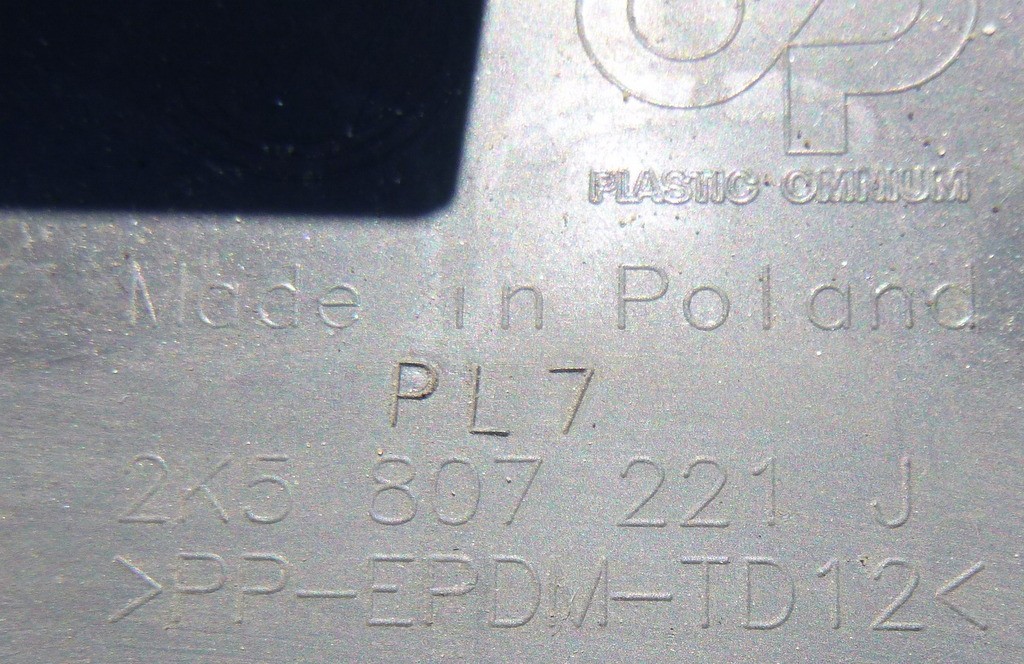 PLASTIC OMNIUM
Made in Poland
PL7
2K5 807 221 J
>PP-EPDM-TD12<